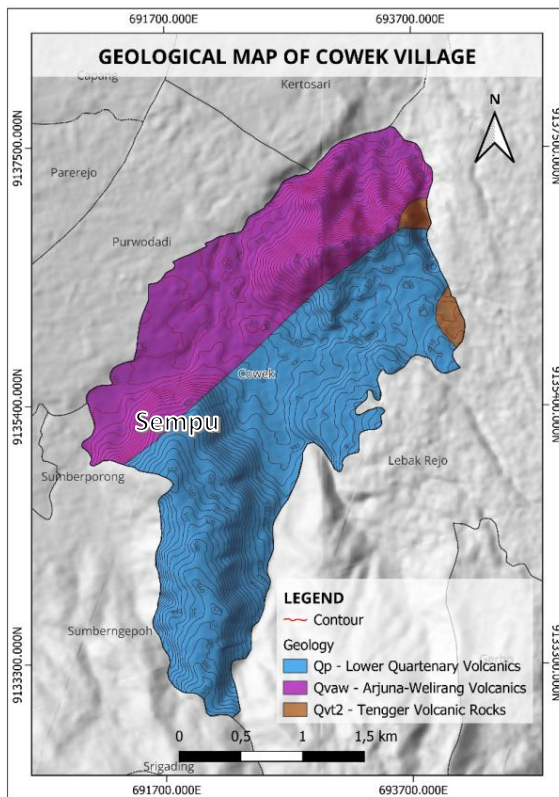 691700.000E 693700.000E
GEOLOGICAL MAP OF COWEK VILLAGE
Capang
Kertosari
N
9137500.000N 9137500.000N
Parerejo
Purwodadi
Cowek
9135400.000N 9135400.000N
Sempu
Lebak Rejo
Sumberporong
LEGEND
Contour
Geology
Sumberngepoh
Qp - Lower Quartenary Volcanics
9133300.000N 9133300.000N
Qvaw - Arjuna-Welirang Volcanics
Qvt2 - Tengger Volcanic Rocks
0 0,5 1 1,5 km
Srigading
691700.000E 693700.000E